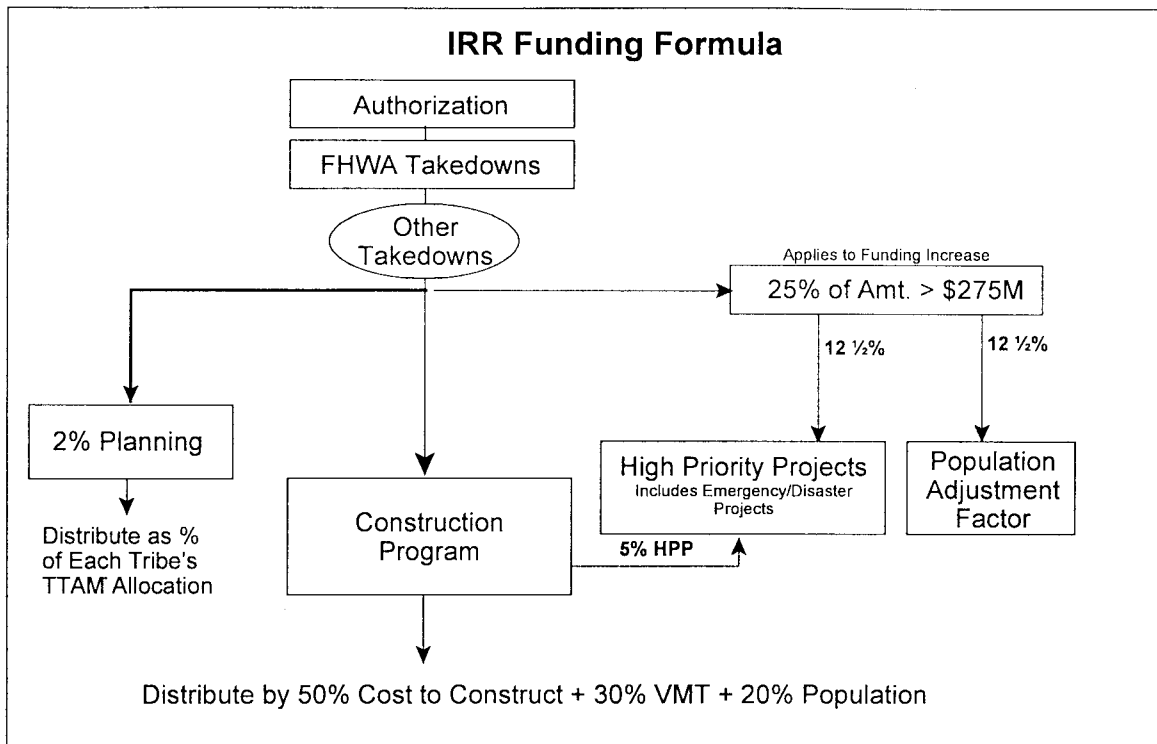 IRR Funding Formula
Authorization
FHWA Takedowns
Other
Takedowns
Applies to Funding Increase
25% of Amt. > $275M
12 ½%
12 ½%
2% Planning
High Priority Projects
Includes Emergency/Disaster
Projects
Population
Adjustment
Factor
Construction
Program
5% HPP
Distribute as %
of Each Tribe's
TTAM Allocation
Distribute by 50% Cost to Construct + 30% VMT + 20% Population